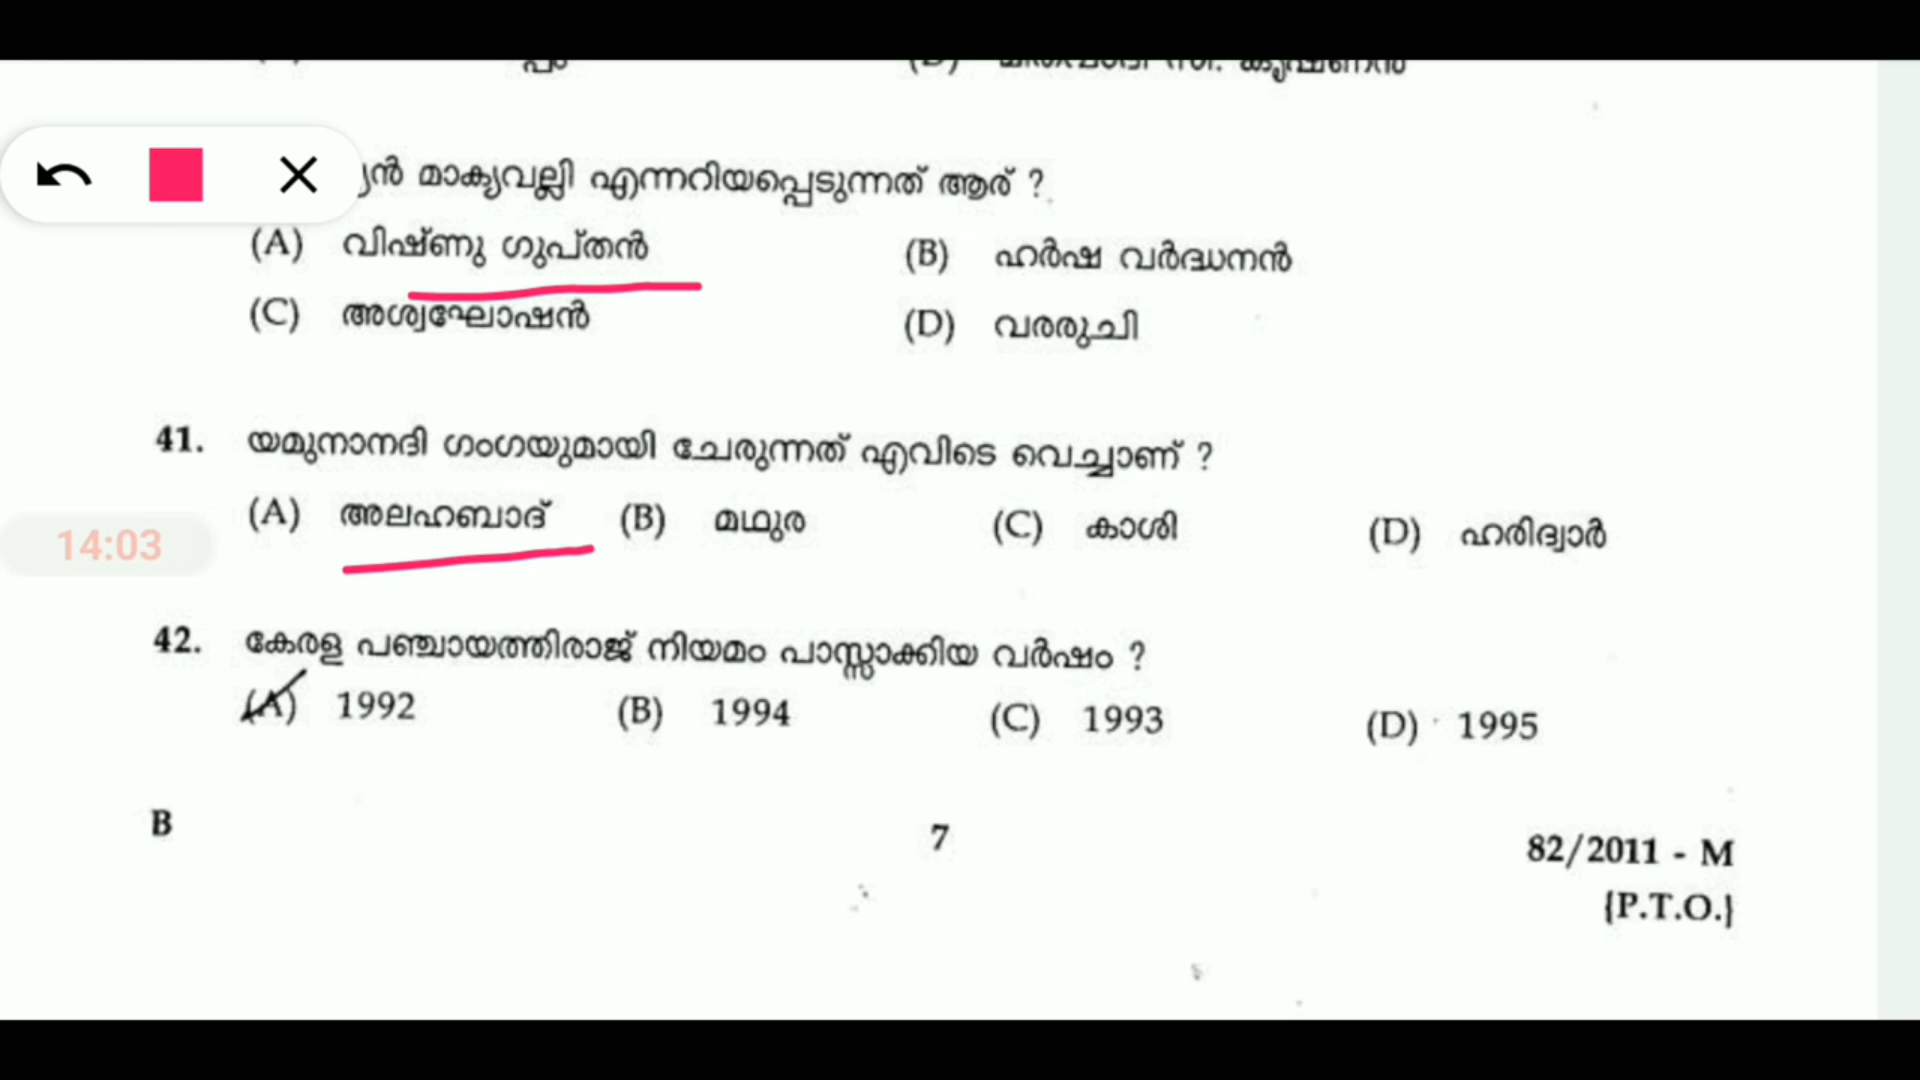 മാക്യവല്ലി എന്നറിയപ്പെടുന്നത് ആര് ?
(A) വിഷ്ണു ഗുപ്തൻ (B) ഹർഷ വർദ്ധനൻ
(C) അശ്വഘോഷൻ (D) വരരുചി
41. യമുനാനദി ഗംഗയുമായി ചേരുന്നത് എവിടെ വെച്ചാണ് ?
(A) അലഹബാദ് (B) മഥുര (C) കാശി (D) ഹരിദ്വാർ
14:03
42. കേരള പഞ്ചായത്തിരാജ് നിയമം പാസ്സാക്കിയ വർഷം ?
(A) 1992 (B) 1994 (C) 1993 (D) 1995
B 7 82/2011 - M
{P.T.O.}